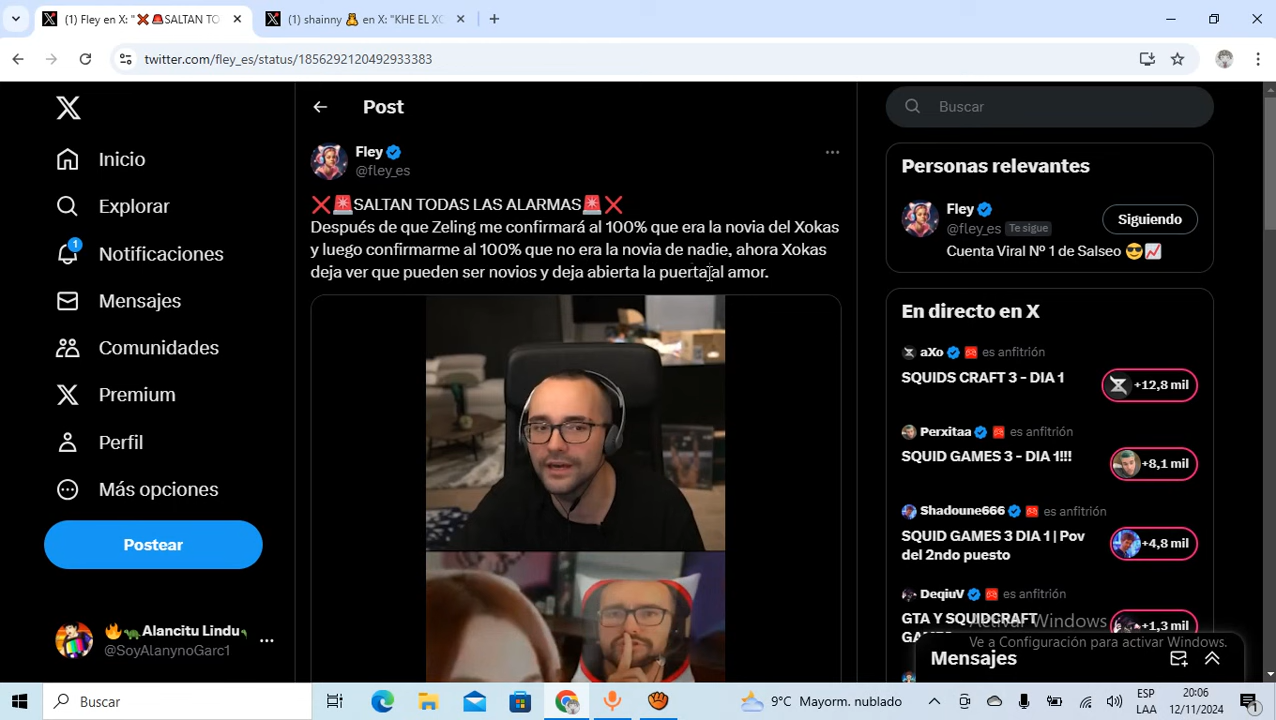 (1) Fley en X: "❌🚨SALTAN TO
(1) shainny 🧸 en X: "KHE EL XO
twitter.com/fley_es/status/1856292120492933383
Inicio
Explorar
1
Notificaciones
Mensajes
Comunidades
Premium
Perfil
Más opciones
Postear
🔥🐢Alancitu Lindu
@SoyAlanynoGarc1
Post
Fley
@fley_es
❌🚨SALTAN TODAS LAS ALARMAS🚨❌
Después de que Zeling me confirmará al 100% que era la novia del Xokas
y luego confirmarme al 100% que no era la novia de nadie, ahora Xokas
deja ver que pueden ser novios y deja abierta la puerta al amor.
Buscar
Personas relevantes
Fley
@fley_es Te sigue
Siguiendo
Cuenta Viral Nº 1 de Salseo 😎📈
En directo en X
aXo es anfitrión
SQUIDS CRAFT 3 - DIA 1
+12,8 mil
Perxitaa es anfitrión
SQUID GAMES 3 - DIA 1!!!
+8,1 mil
Shadoune666 es anfitrión
SQUID GAMES 3 DIA 1 | Pov
del 2ndo puesto
+4,8 mil
DeqiuV es anfitrión
GTA Y SQUIDCRAFT
GAM
+1,3 mil
Activar Windows
Ve a Configuración para activar Windows.
Mensajes
Buscar
9°C Mayorm. nublado
ESP
LAA
20:06
12/11/2024
1